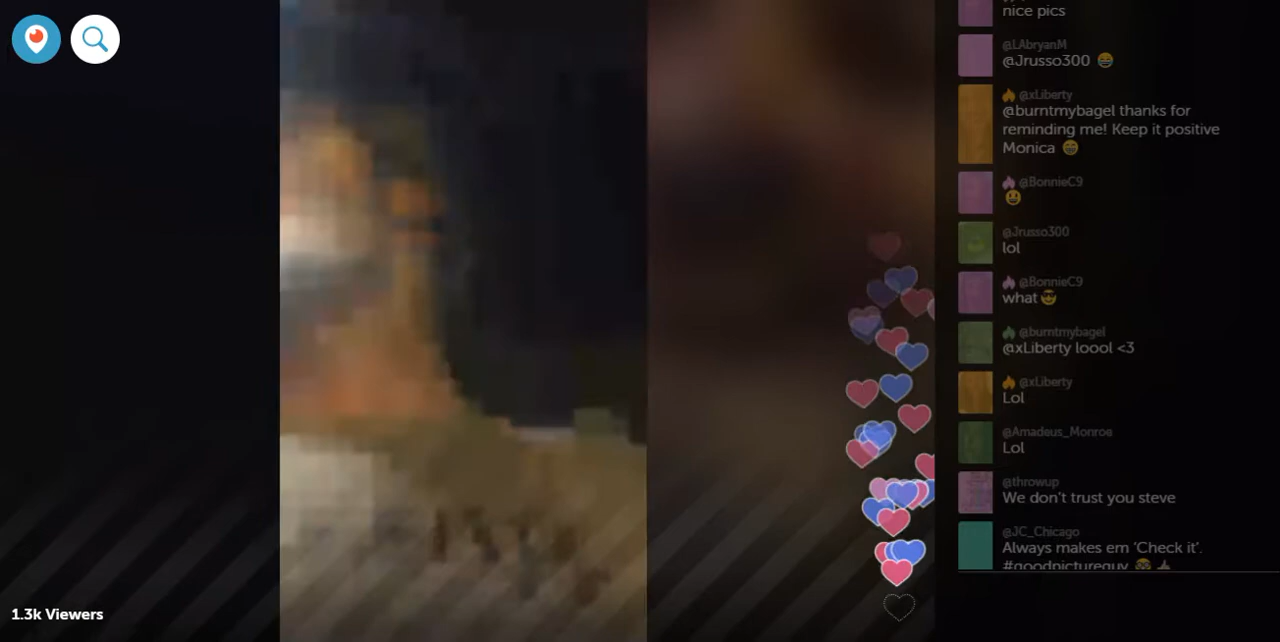 nice pics
@LAbryanM
@Jrusso300 😂
@xLiberty
@burntmybagel thanks for
reminding me! Keep it positive
Monica 😁
@BonnieC9
😃
@Jrusso300
lol
@BonnieC9
what 😎
@burntmybagel
@xLiberty loool <3
@xLiberty
Lol
@Amadeus_Monroe
Lol
@throwup
We don't trust you steve
@JC_Chicago
Always makes em ‘Check it’.
#goodpictureguy
1.3k Viewers